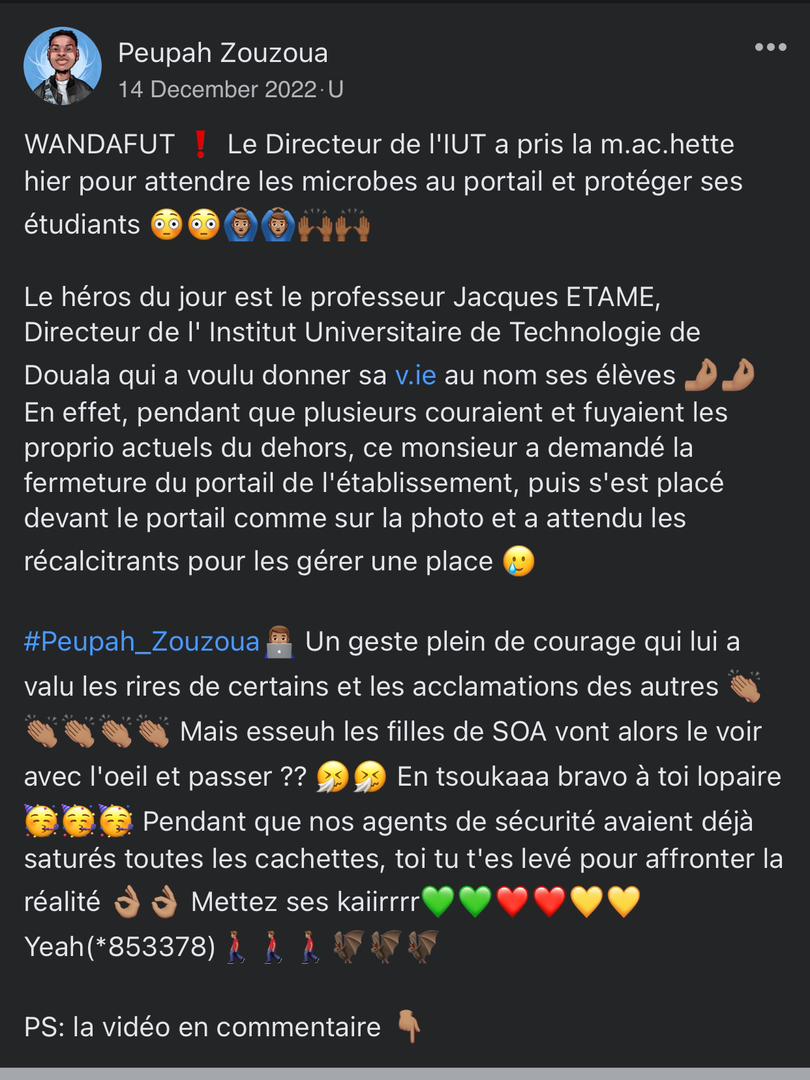 Peupah Zouzoua
14 December 2022·U
WANDAFUT ❗ Le Directeur de l'IUT a pris la m.ac.hette
hier pour attendre les microbes au portail et protéger ses
étudiants 😳😳🙆🏽‍♂️🙆🏽‍♂️🙌🏾🙌🏾
Le héros du jour est le professeur Jacques ETAME,
Directeur de l' Institut Universitaire de Technologie de
Douala qui a voulu donner sa v.ie au nom ses élèves 🤌🏽🤌🏽
En effet, pendant que plusieurs couraient et fuyaient les
proprio actuels du dehors, ce monsieur a demandé la
fermeture du portail de l'établissement, puis s'est placé
devant le portail comme sur la photo et a attendu les
récalcitrants pour les gérer une place 🥲
#Peupah_Zouzoua👨🏽‍💻 Un geste plein de courage qui lui a
valu les rires de certains et les acclamations des autres 👏🏽
👏🏽👏🏽👏🏽👏🏽 Mais esseuh les filles de SOA vont alors le voir
avec l'oeil et passer ?? 🤧🤧 En tsoukaaa bravo à toi lopaire
🥳🥳🥳 Pendant que nos agents de sécurité avaient déjà
saturés toutes les cachettes, toi tu t'es levé pour affronter la
réalité 👌🏽👌🏽 Mettez ses kaiirrrr💚💚❤️❤️💛💛
Yeah(*853378)🚶🏽‍♂️🚶🏽‍♂️🚶🏽‍♂️🦇🦇🦇
PS: la vidéo en commentaire 👇🏽